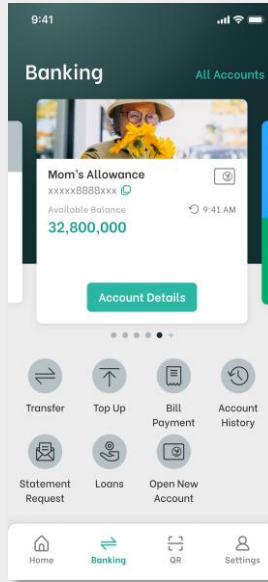 9:41
Banking
All Accounts
Mom's Allowance
xxxxx8888xxx
Available Balance
9:41 AM
32,800,000
Account Details
Transfer
Top Up
Bill
Payment
Account
History
Statement
Request
Loans
Open New
Account
Home
Banking
QR
Settings